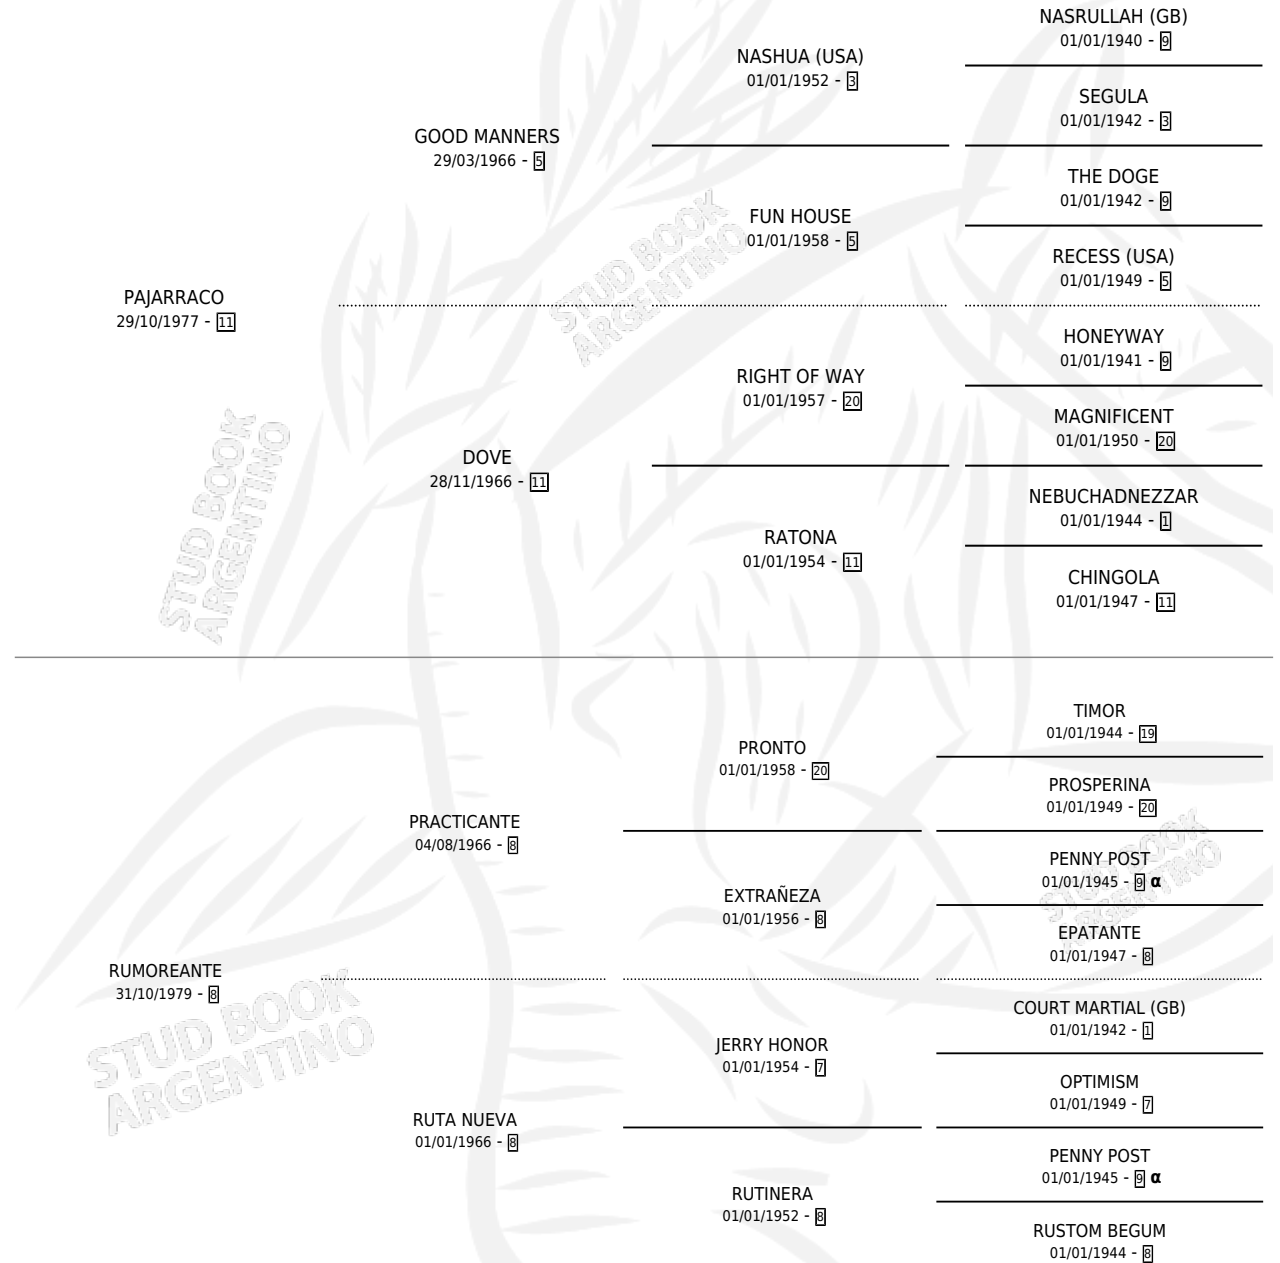 NASRULLAH (GB)
01/01/1940 - 9
NASHUA (USA)
01/01/1952 - 3
SEGULA
01/01/1942 - 3
GOOD MANNERS
29/03/1966 - 5
THE DOGE
01/01/1942 - 9
FUN HOUSE
01/01/1958 - 5
RECESS (USA)
01/01/1949 - 5
PAJARRACO
29/10/1977 - 11
HONEYWAY
01/01/1941 - 9
RIGHT OF WAY
01/01/1957 - 20
MAGNIFICENT
01/01/1950 - 20
DOVE
28/11/1966 - 11
NEBUCHADNEZZAR
01/01/1944 - 1
RATONA
01/01/1954 - 11
CHINGOLA
01/01/1947 - 11
STUD BOOK
ARGENTINO
STUD BOOK
ARGENTINO
TIMOR
01/01/1944 - 19
PRONTO
01/01/1958 - 20
PROSPERINA
01/01/1949 - 20
PRACTICANTE
04/08/1966 - 8
PENNY POST
01/01/1945 - 9 α
EXTRAÑEZA
01/01/1956 - 8
EPATANTE
01/01/1947 - 8
RUMOREANTE
31/10/1979 - 8
COURT MARTIAL (GB)
01/01/1942 - 1
JERRY HONOR
01/01/1954 - 7
OPTIMISM
01/01/1949 - 7
RUTA NUEVA
01/01/1966 - 8
PENNY POST
01/01/1945 - 9 α
RUTINERA
01/01/1952 - 8
RUSTOM BEGUM
01/01/1944 - 8
STUD BOOK
ARGENTINO
STUD BOOK
ARGENTINO